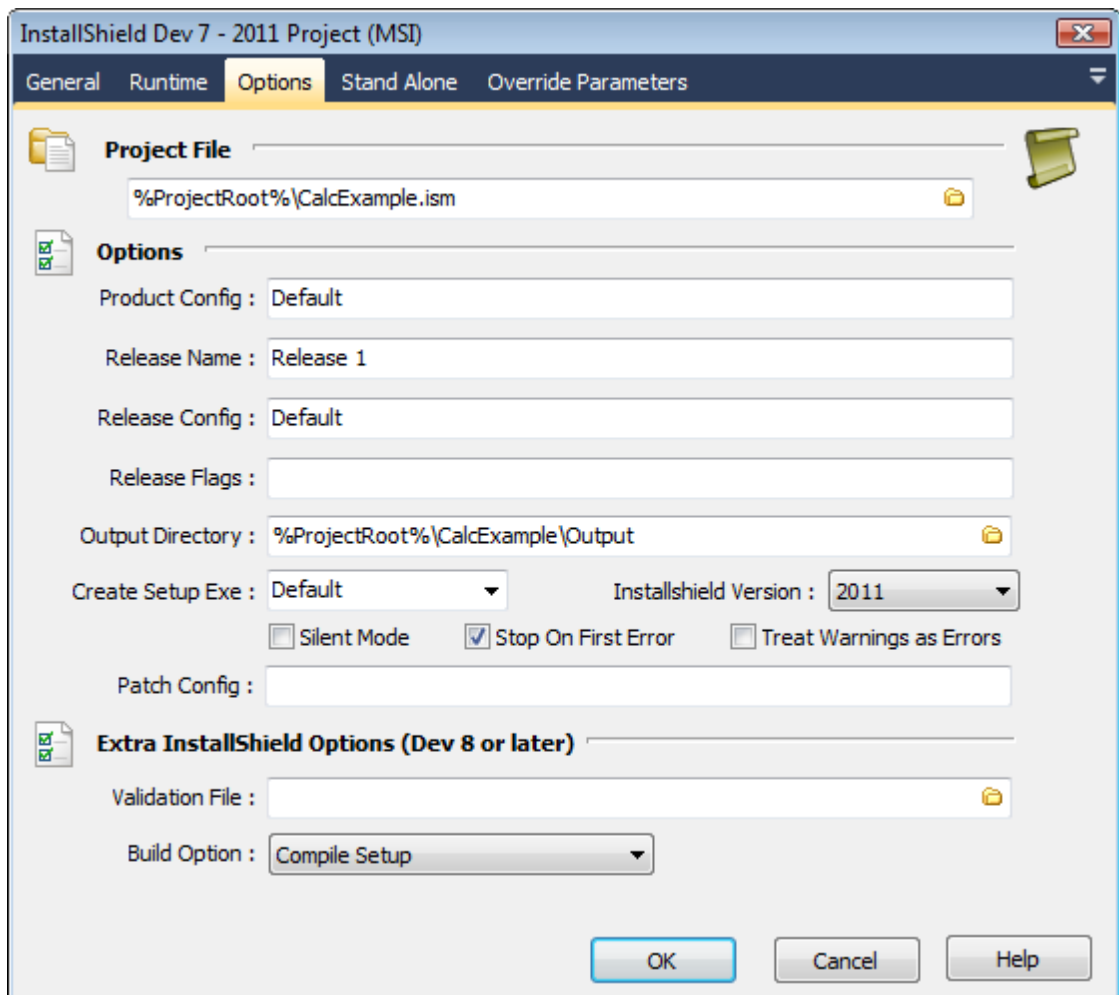 InstallShield Dev 7 - 2011 Project (MSI)
General Runtime Options Stand Alone Override Parameters
Project File
%ProjectRoot%\CalcExample.ism
Options
Product Config : Default
Release Name : Release 1
Release Config : Default
Release Flags :
Output Directory : %ProjectRoot%\CalcExample\Output
Create Setup Exe : Default Installshield Version : 2011
Silent Mode Stop On First Error Treat Warnings as Errors
Patch Config :
Extra InstallShield Options (Dev 8 or later)
Validation File :
Build Option : Compile Setup
OK Cancel Help